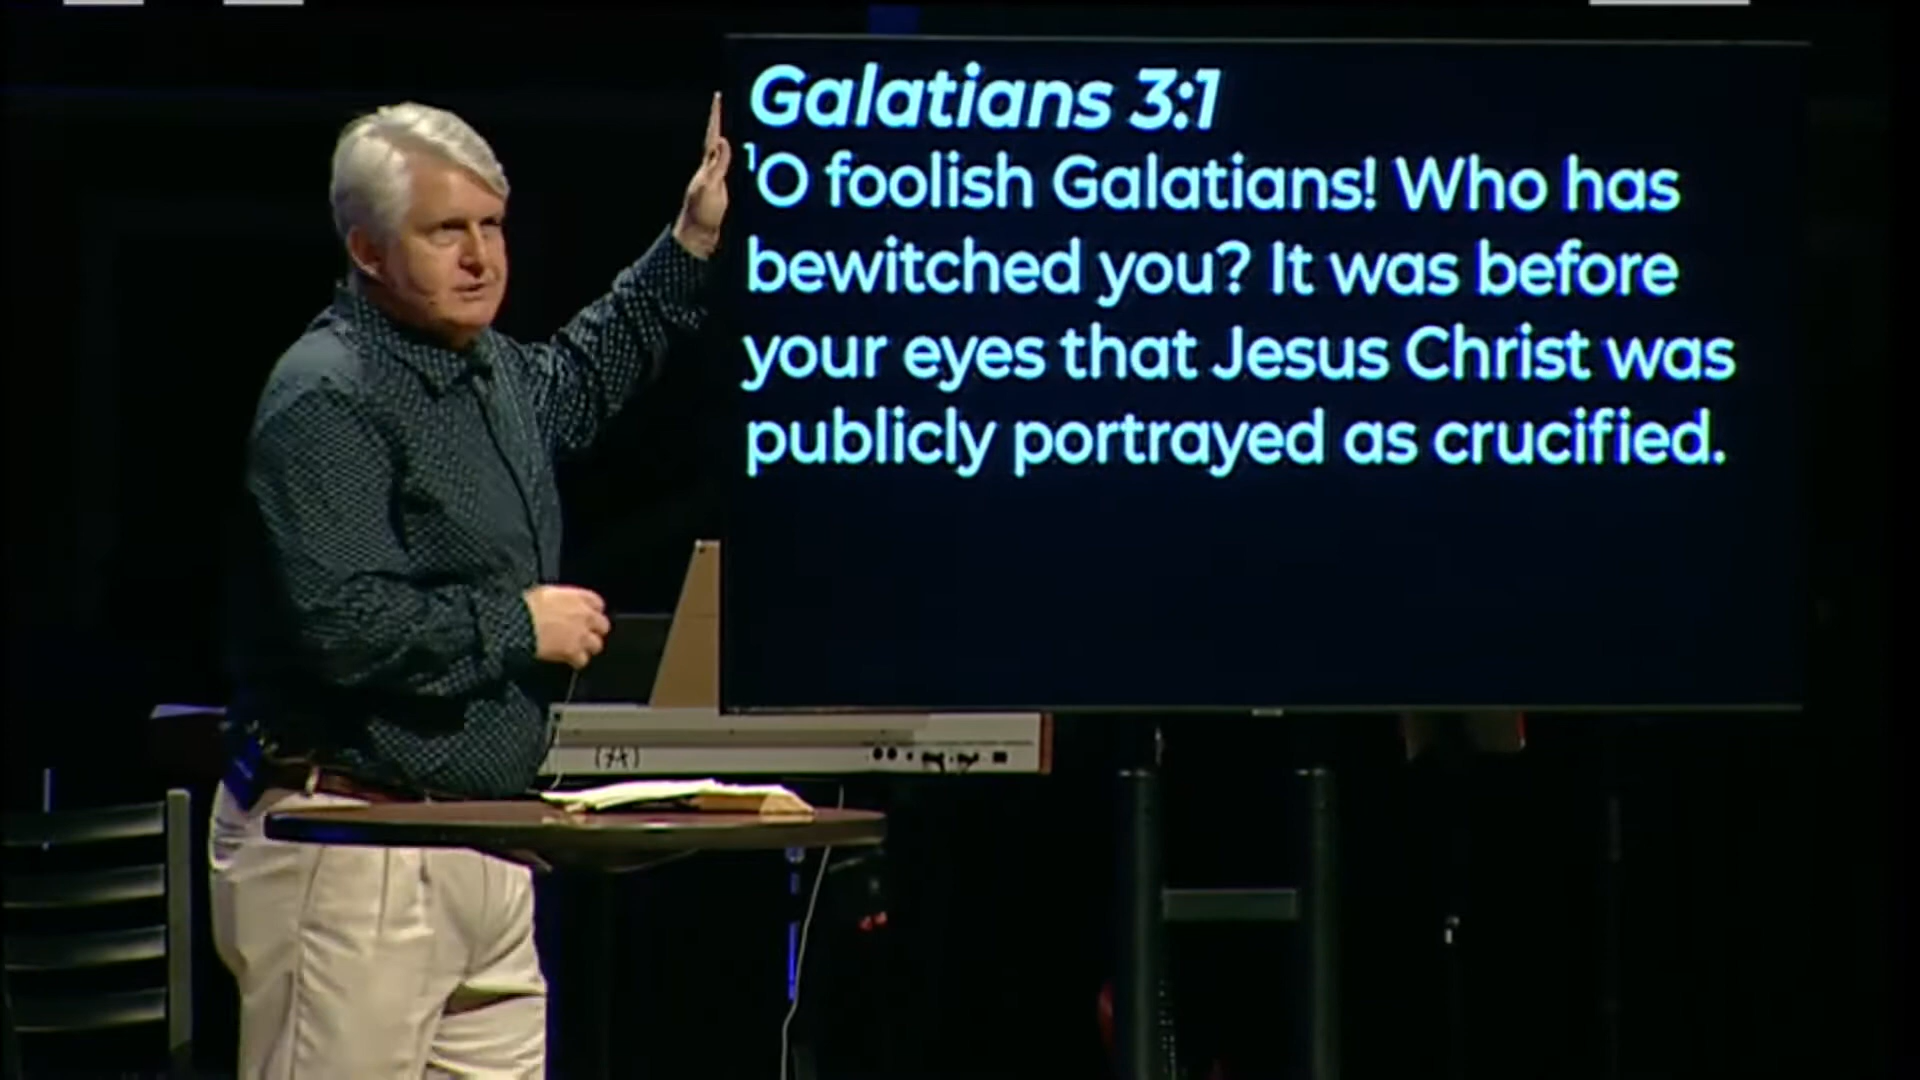 Galatians 3:1
¹O foolish Galatians! Who has
bewitched you? It was before
your eyes that Jesus Christ was
publicly portrayed as crucified.